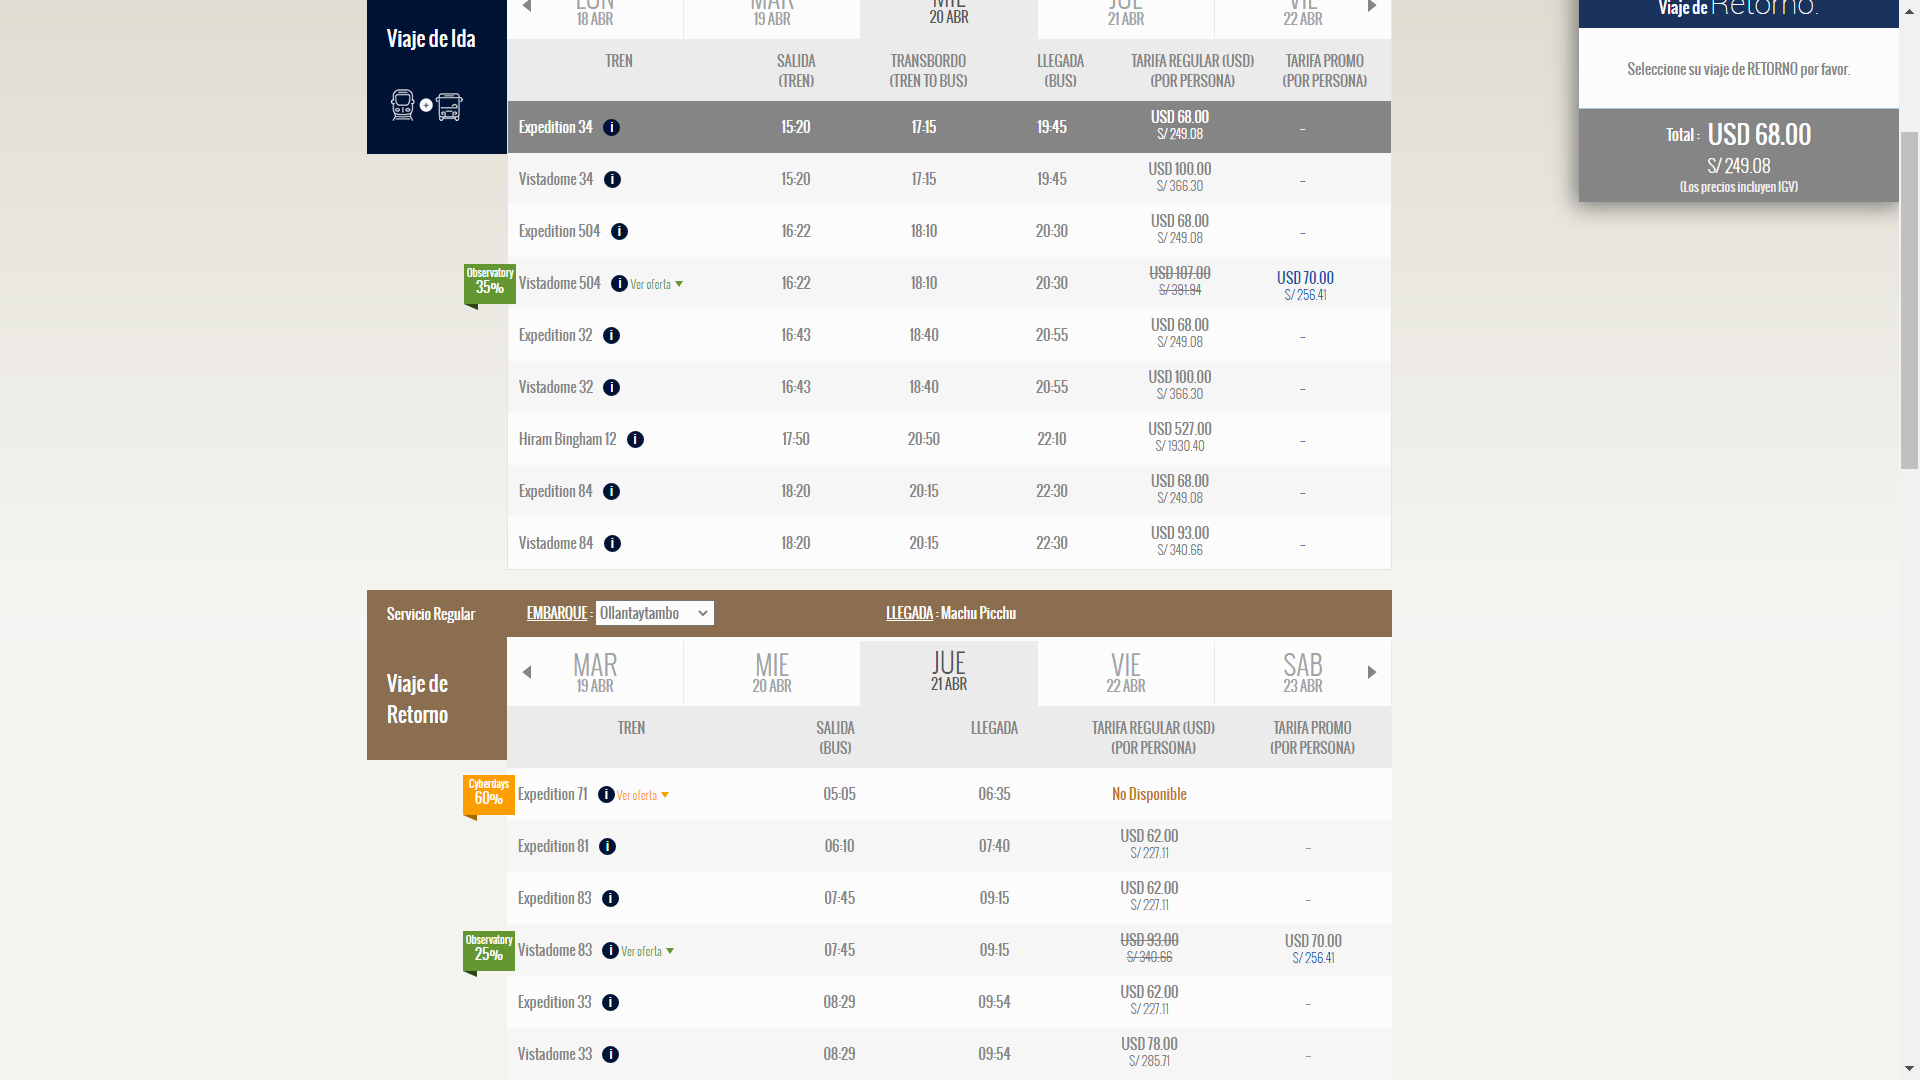 LUN
18 ABR
MAR
19 ABR
MIE
20 ABR
JUE
21 ABR
VIE
22 ABR
Viaje de Ida
TREN
SALIDA
(TREN)
TRANSBORDO
(TREN TO BUS)
LLEGADA
(BUS)
TARIFA REGULAR (USD)
(POR PERSONA)
TARIFA PROMO
(POR PERSONA)
Expedition 34 i 15:20 17:15 19:45 USD 68.00 --
S/ 249.08
Vistadome 34 i 15:20 17:15 19:45 USD 100.00 --
S/ 366.30
Expedition 504 i 16:22 18:10 20:30 USD 68.00 --
S/ 249.08
Observatory
35%
Vistadome 504 i Ver oferta 16:22 18:10 20:30 USD 107.00 USD 70.00
S/ 391.94 S/ 256.41
Expedition 32 i 16:43 18:40 20:55 USD 68.00 --
S/ 249.08
Vistadome 32 i 16:43 18:40 20:55 USD 100.00 --
S/ 366.30
Hiram Bingham 12 i 17:50 20:50 22:10 USD 527.00 --
S/ 1930.40
Expedition 84 i 18:20 20:15 22:30 USD 68.00 --
S/ 249.08
Vistadome 84 i 18:20 20:15 22:30 USD 93.00 --
S/ 340.66
Servicio Regular
EMBARQUE : Ollantaytambo
LLEGADA : Machu Picchu
Viaje de
Retorno
MAR
19 ABR
MIE
20 ABR
JUE
21 ABR
VIE
22 ABR
SAB
23 ABR
TREN
SALIDA
(BUS)
LLEGADA
TARIFA REGULAR (USD)
(POR PERSONA)
TARIFA PROMO
(POR PERSONA)
Cyberdays
60%
Expedition 71 i Ver oferta 05:05 06:35 No Disponible
Expedition 81 i 06:10 07:40 USD 62.00 --
S/ 227.11
Expedition 83 i 07:45 09:15 USD 62.00 --
S/ 227.11
Observatory
25%
Vistadome 83 i Ver oferta 07:45 09:15 USD 93.00 USD 70.00
S/ 340.66 S/ 256.41
Expedition 33 i 08:29 09:54 USD 62.00 --
S/ 227.11
Vistadome 33 i 08:29 09:54 USD 78.00 --
S/ 285.71
Viaje de Retorno.
Seleccione su viaje de RETORNO por favor.
Total : USD 68.00
S/ 249.08
(Los precios incluyen IGV)